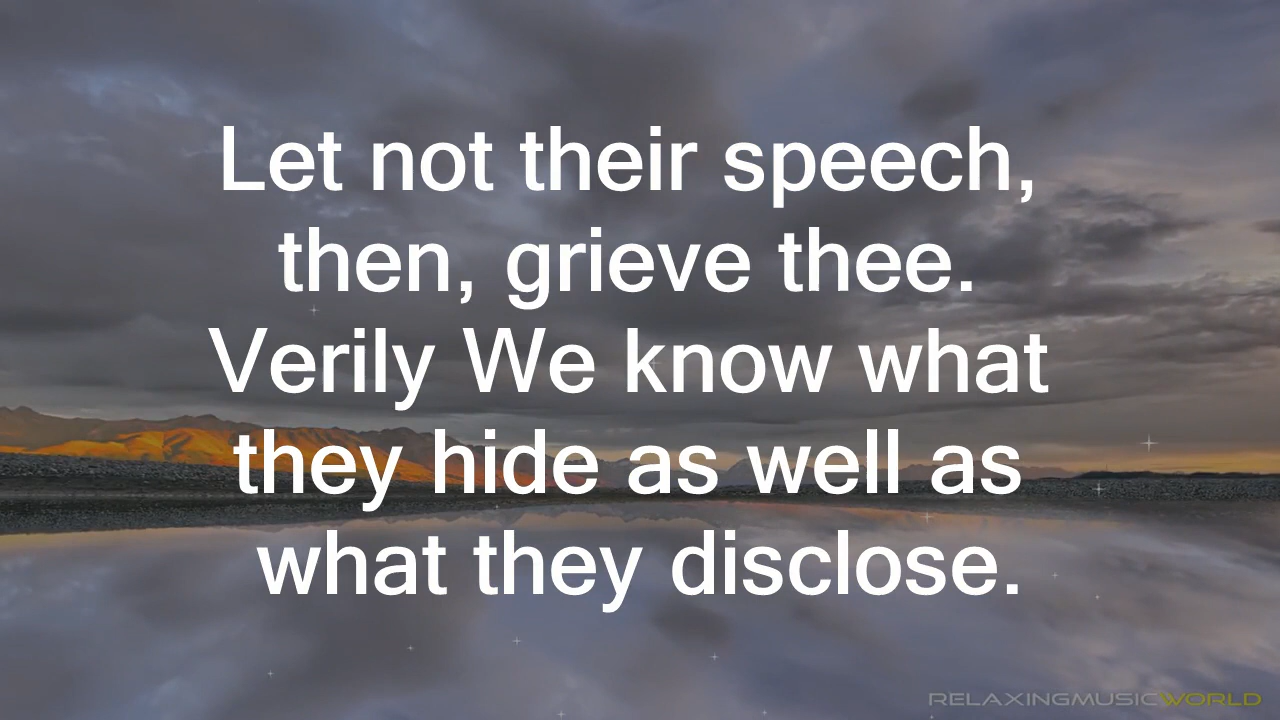 Let not their speech,
then, grieve thee.
Verily We know what
they hide as well as
what they disclose.
RELAXINGMUSICWORLD